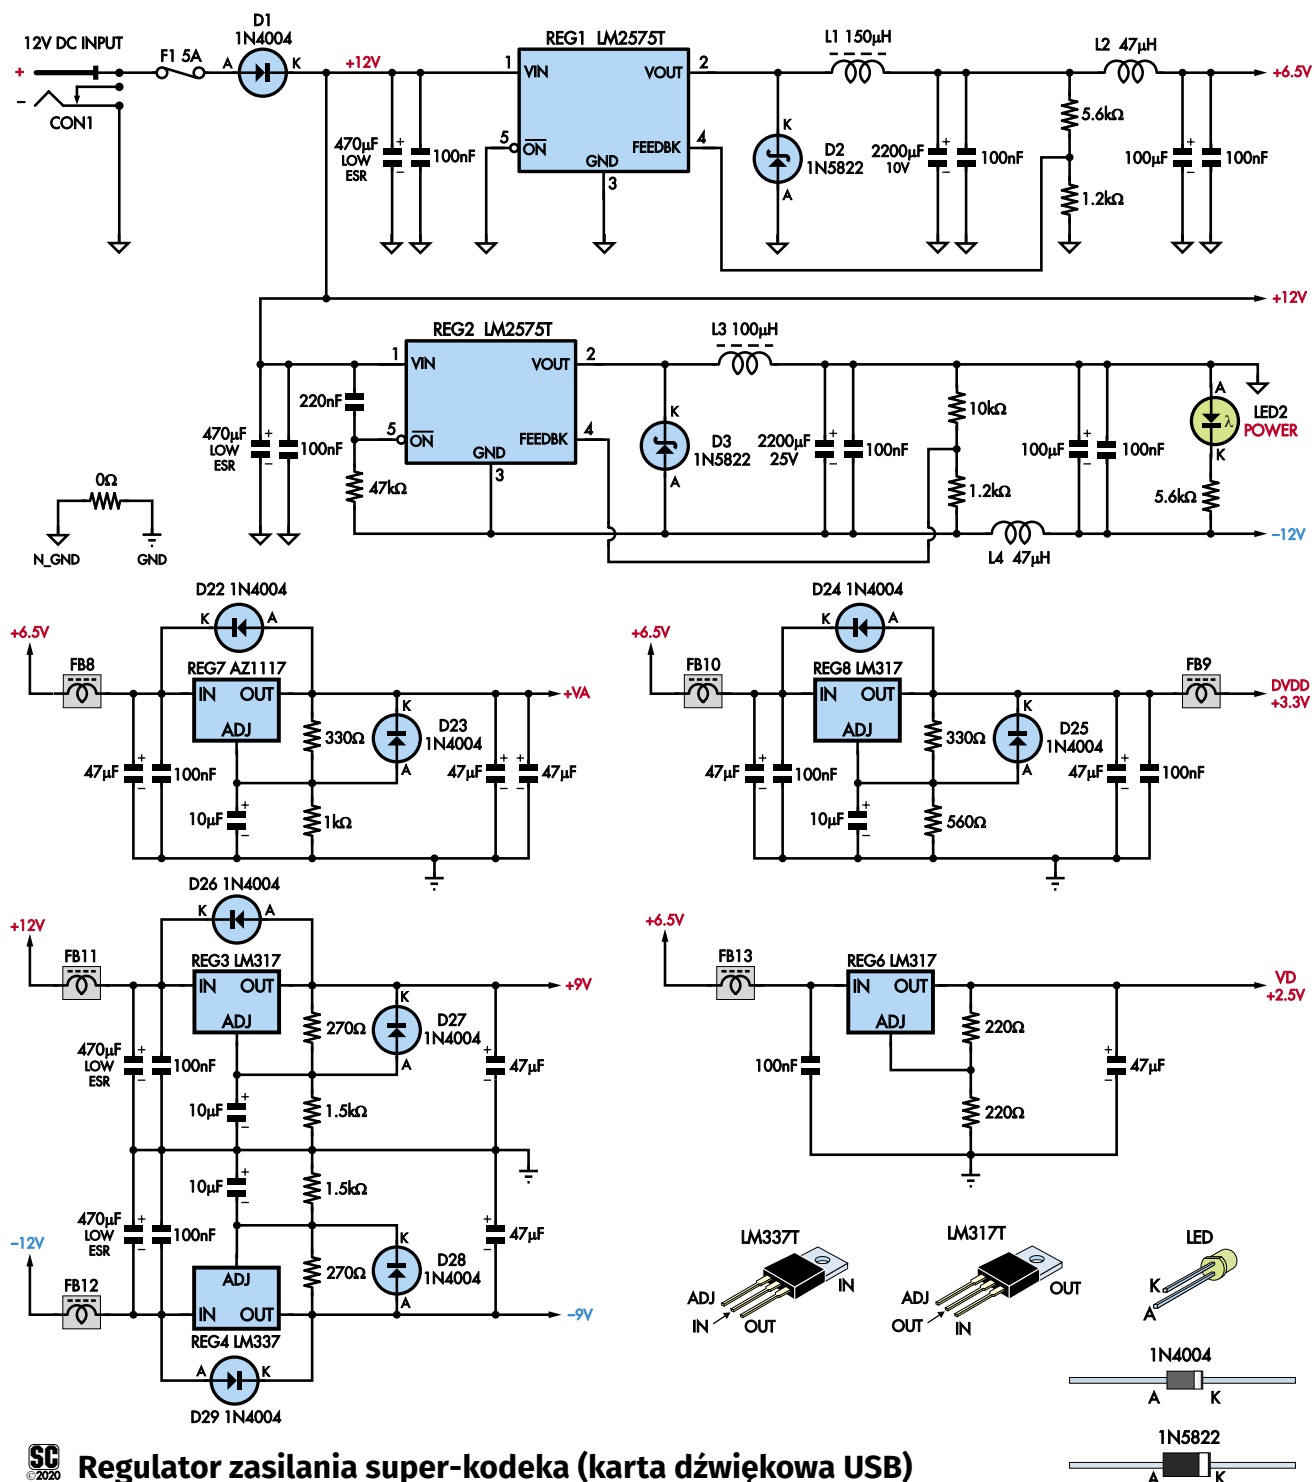 12V DC INPUT
+
–
CON1
F1 5A
D1
1N4004
A
K
+12V
470µF
LOW
ESR
+
–
100nF
REG1 LM2575T
1
VIN
VOUT
2
5
ON
FEEDBK
4
GND
3
K
D2
1N5822
A
L1 150µH
2200µF
10V
+
–
100nF
L2 47µH
5.6kΩ
1.2kΩ
100µF
+
–
100nF
+6.5V
+12V
REG2 LM2575T
1
VIN
VOUT
2
5
ON
FEEDBK
4
GND
3
470µF
LOW
ESR
+
–
100nF
220nF
47kΩ
K
D3
1N5822
A
L3 100µH
2200µF
25V
+
–
100nF
10kΩ
1.2kΩ
L4 47µH
100µF
+
–
100nF
A
λ
K
LED2
POWER
5.6kΩ
–12V
0Ω
N_GND
GND
D22 1N4004
K
A
+6.5V
FB8
REG7 AZ1117
IN
OUT
ADJ
47µF
+
–
100nF
10µF
+
–
330Ω
1kΩ
K
D23
1N4004
A
47µF
+
–
+
–
47µF
+VA
D24 1N4004
K
A
+6.5V
FB10
REG8 LM317
IN
OUT
ADJ
47µF
+
–
100nF
10µF
+
–
330Ω
560Ω
K
D25
1N4004
A
47µF
+
–
100nF
FB9
DVDD
+3.3V
D26 1N4004
K
A
+12V
FB11
REG3 LM317
IN
OUT
ADJ
470µF
LOW
ESR
+
–
100nF
10µF
+
–
270Ω
1.5kΩ
K
D27
1N4004
A
+
–
47µF
+9V
10µF
+
–
1.5kΩ
470µF
LOW
ESR
+
–
100nF
–12V
FB12
ADJ
IN
OUT
REG4 LM337
270Ω
K
D28
1N4004
A
+
–
47µF
–9V
A
K
D29 1N4004
+6.5V
FB13
REG6 LM317
IN
OUT
ADJ
100nF
220Ω
220Ω
+
–
47µF
VD
+2.5V
LM337T
ADJ
IN
OUT
IN
LM317T
ADJ
OUT
IN
OUT
LED
K
A
1N4004
A
K
1N5822
A
K
SC
©2020
Regulator zasilania super-kodeka (karta dźwiękowa USB)